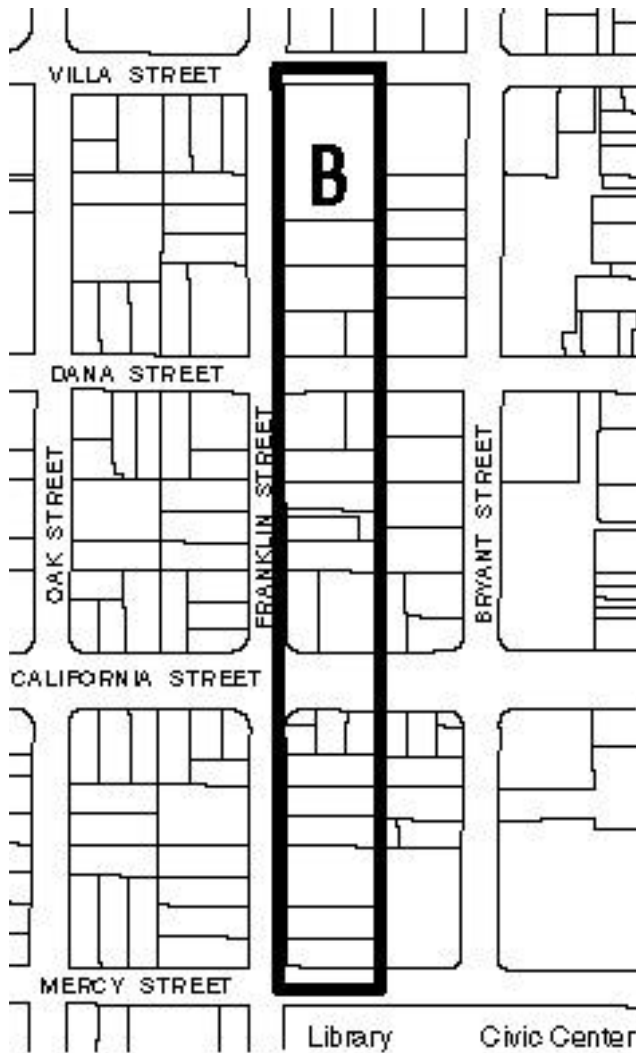 VILLA STREET
B
DANA STREET
OAK STREET
FRANKLIN STREET
BRYANT STREET
CALIFORNIA STREET
MERCY STREET
Library
Civic Center